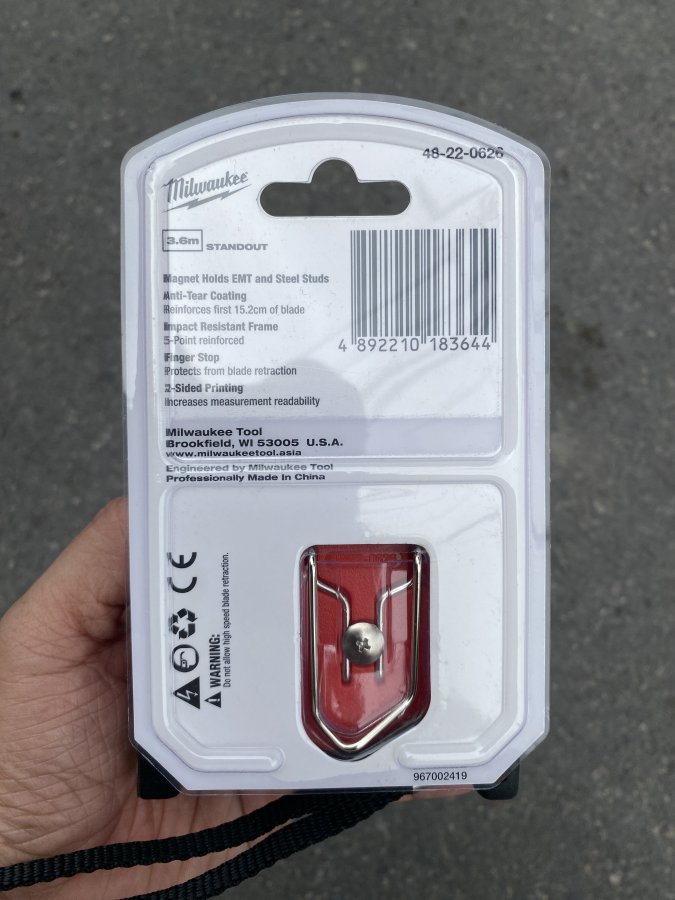 48-22-0626
Milwaukee
3.6m STANDOUT
Magnet Holds EMT and Steel Studs
Anti-Tear Coating
Reinforces first 15.2cm of blade
Impact Resistant Frame
5-Point reinforced
Finger Stop
Protects from blade retraction
2-Sided Printing
Increases measurement readability
4 892210 183644
Milwaukee Tool
Brookfield, WI 53005 U.S.A.
www.milwaukeetool.asia
Engineered by Milwaukee Tool
Professionally Made In China
CE
WARNING:
Do not allow high speed blade retraction.
967002419